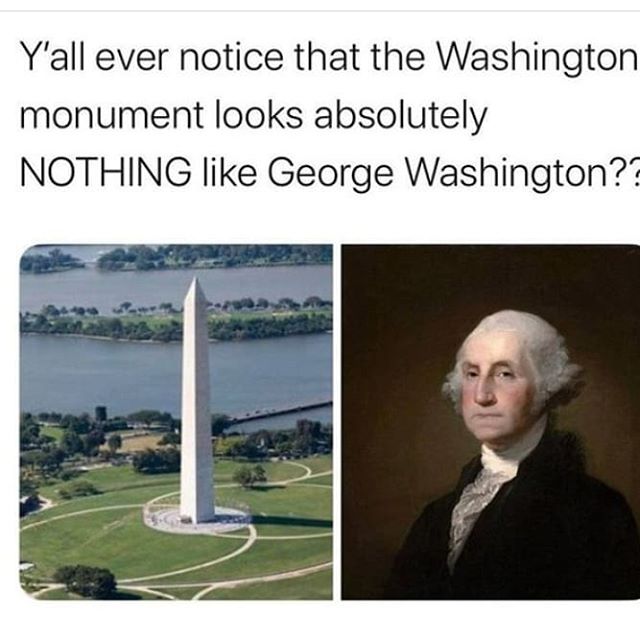 Y'all ever notice that the Washington
monument looks absolutely
NOTHING like George Washington??